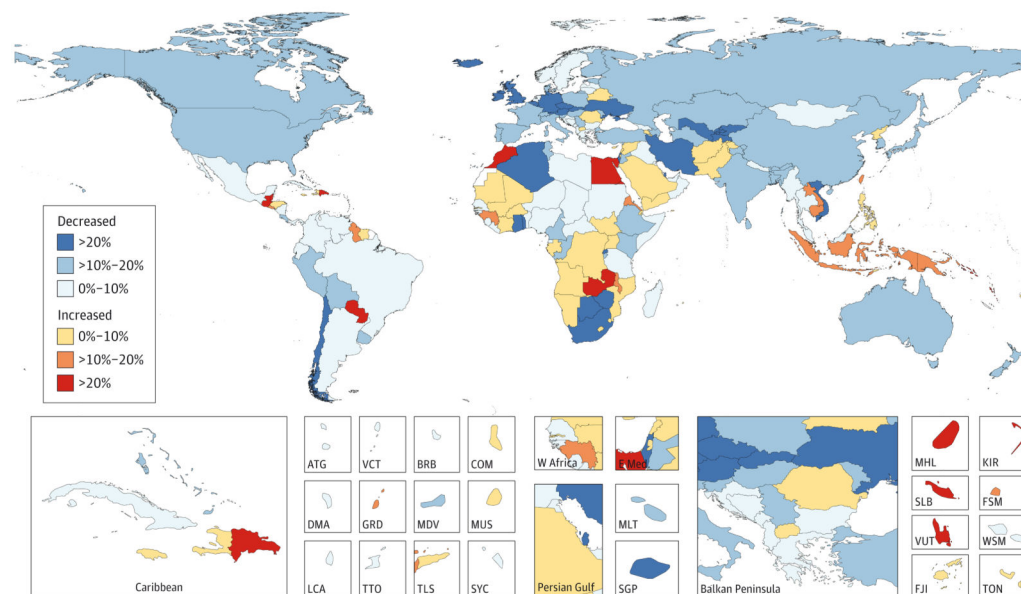 Decreased
>20%
>10%–20%
0%–10%
Increased
0%–10%
>10%–20%
>20%
Caribbean
ATG
VCT
BRB
COM
DMA
GRD
MDV
MUS
LCA
TTO
TLS
SYC
W Africa
E Med.
Persian Gulf
MLT
SGP
Balkan Peninsula
MHL
KIR
SLB
FSM
VUT
WSM
FJI
TON